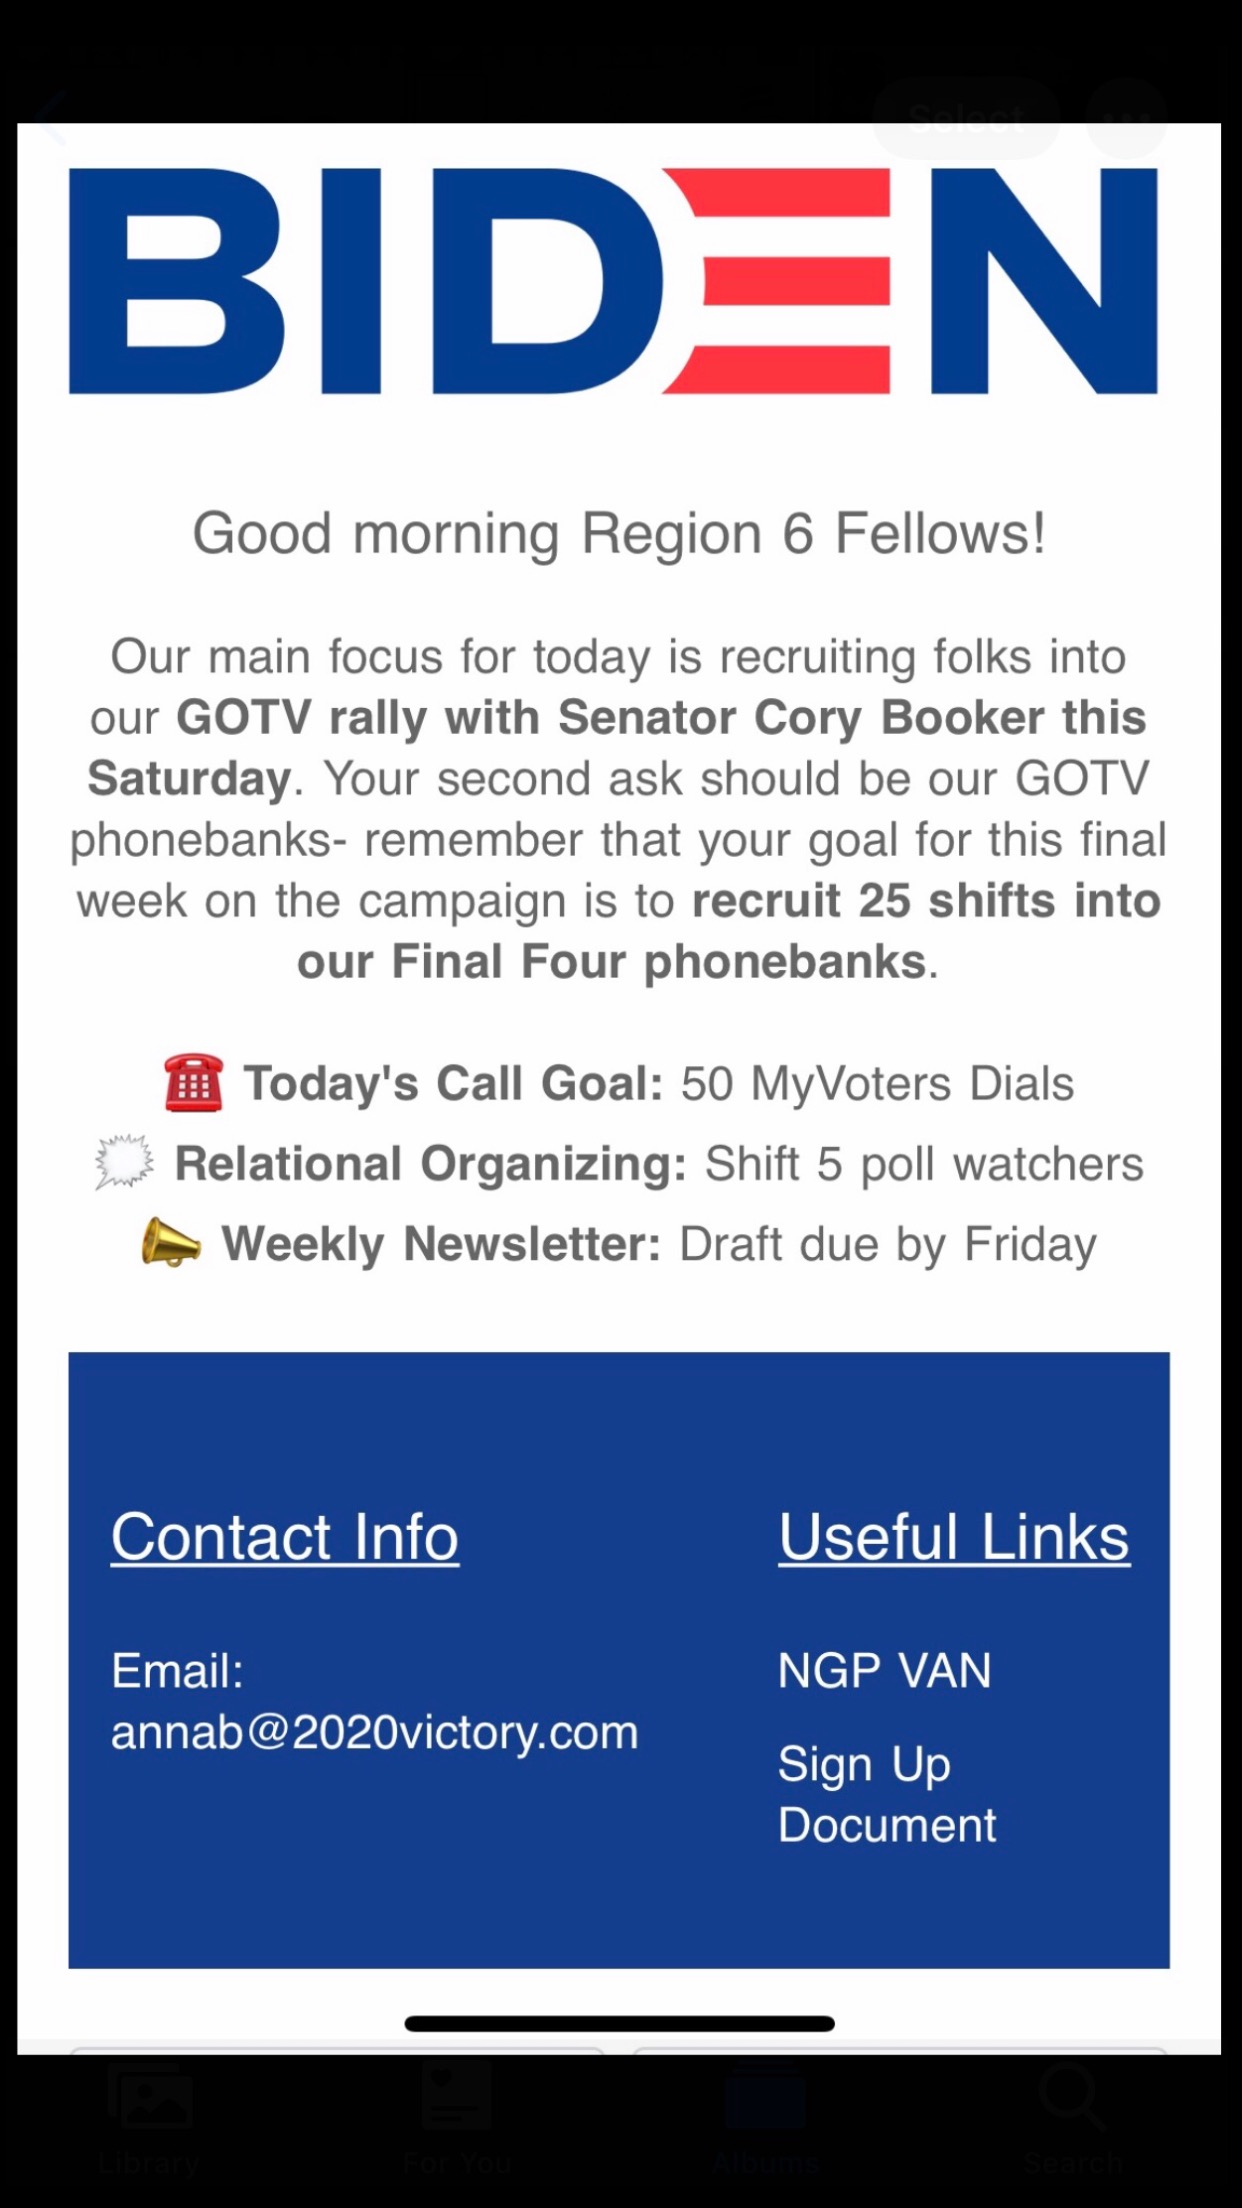 Select
BIDEN
Good morning Region 6 Fellows!
Our main focus for today is recruiting folks into
our GOTV rally with Senator Cory Booker this
Saturday. Your second ask should be our GOTV
phonebanks- remember that your goal for this final
week on the campaign is to recruit 25 shifts into
our Final Four phonebanks.
☎️ Today's Call Goal: 50 MyVoters Dials
🗯 Relational Organizing: Shift 5 poll watchers
📣 Weekly Newsletter: Draft due by Friday
Contact Info
Email:
annab@2020victory.com
Useful Links
NGP VAN
Sign Up
Document
Library
For You
Albums
Search